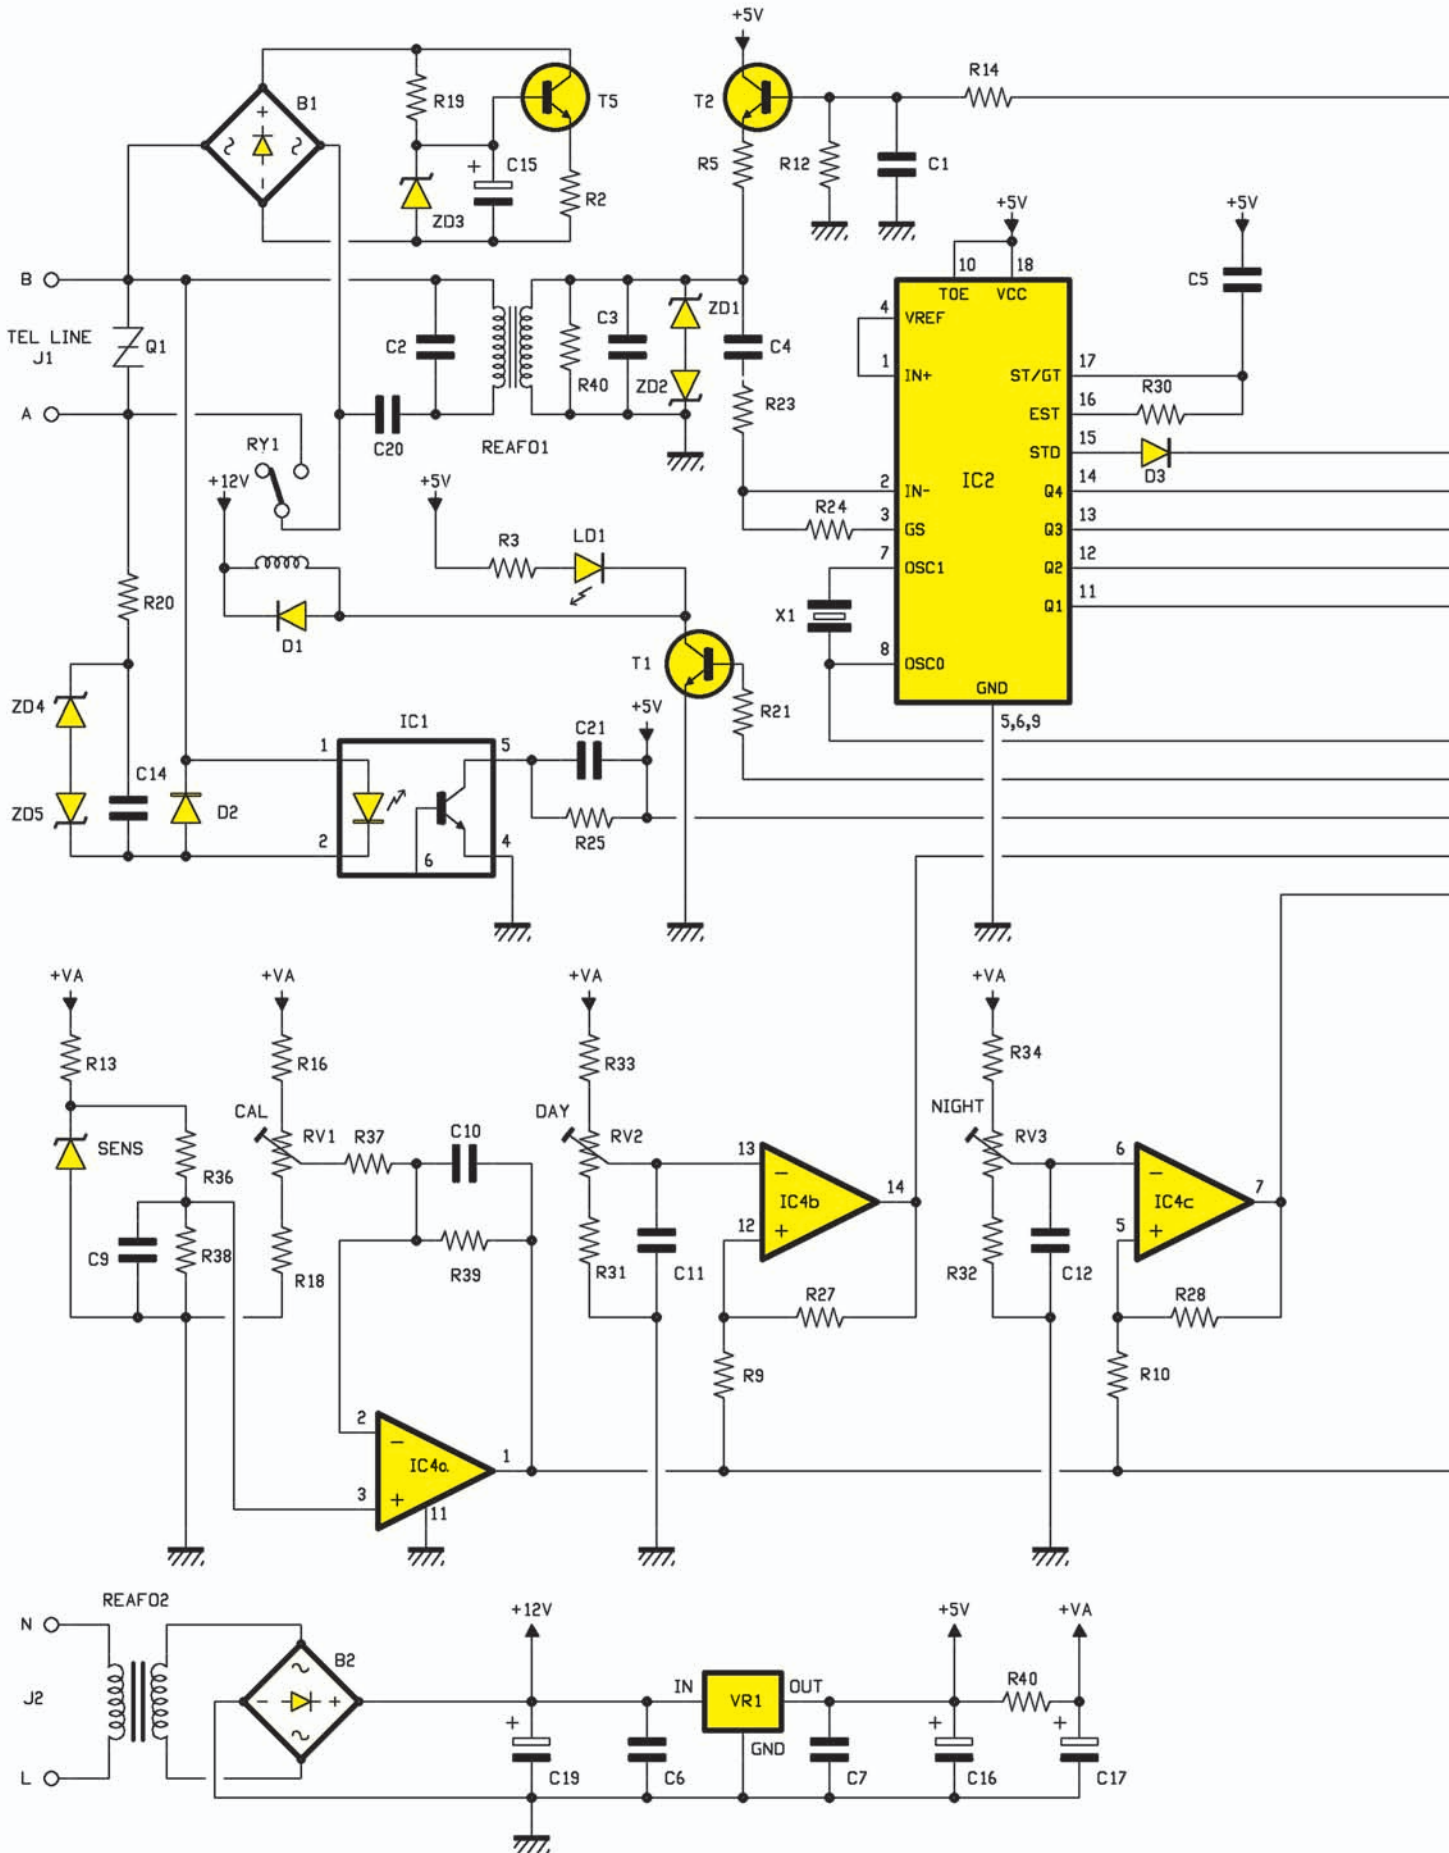 +5V
B1
+
-
R19
T5
T2
R14
+
C15
R2
ZD3
R5
R12
C1
+5V
+5V
B
10
18
C5
TOE
VCC
TEL LINE
J1
Q1
C2
C3
ZD1
C4
4
VREF
1
IN+
ST/GT
17
R40
ZD2
R30
A
R23
EST
16
RY1
C20
REAFO1
STD
15
D3
+12V
+5V
IC2
2
IN-
Q4
14
R24
3
GS
Q3
13
R3
LD1
7
OSC1
Q2
12
R20
X1
Q1
11
D1
T1
8
OSC0
GND
5,6,9
ZD4
+5V
R21
IC1
1
5
C21
C14
ZD5
D2
R25
2
6
4
+VA
+VA
+VA
+VA
R13
R16
R33
R34
CAL
DAY
NIGHT
SENS
RV1
R37
C10
RV2
13
-
RV3
6
-
R36
IC4b
14
IC4c
7
12
+
5
+
C9
R38
R18
R39
R31
C11
R32
C12
R27
R28
R9
R10
2
-
IC4a
1
3
+
11
REAFO2
N
+12V
+5V
+VA
B2
J2
-
+
IN
VR1
OUT
R40
+
GND
+
+
L
C19
C6
C7
C16
C17